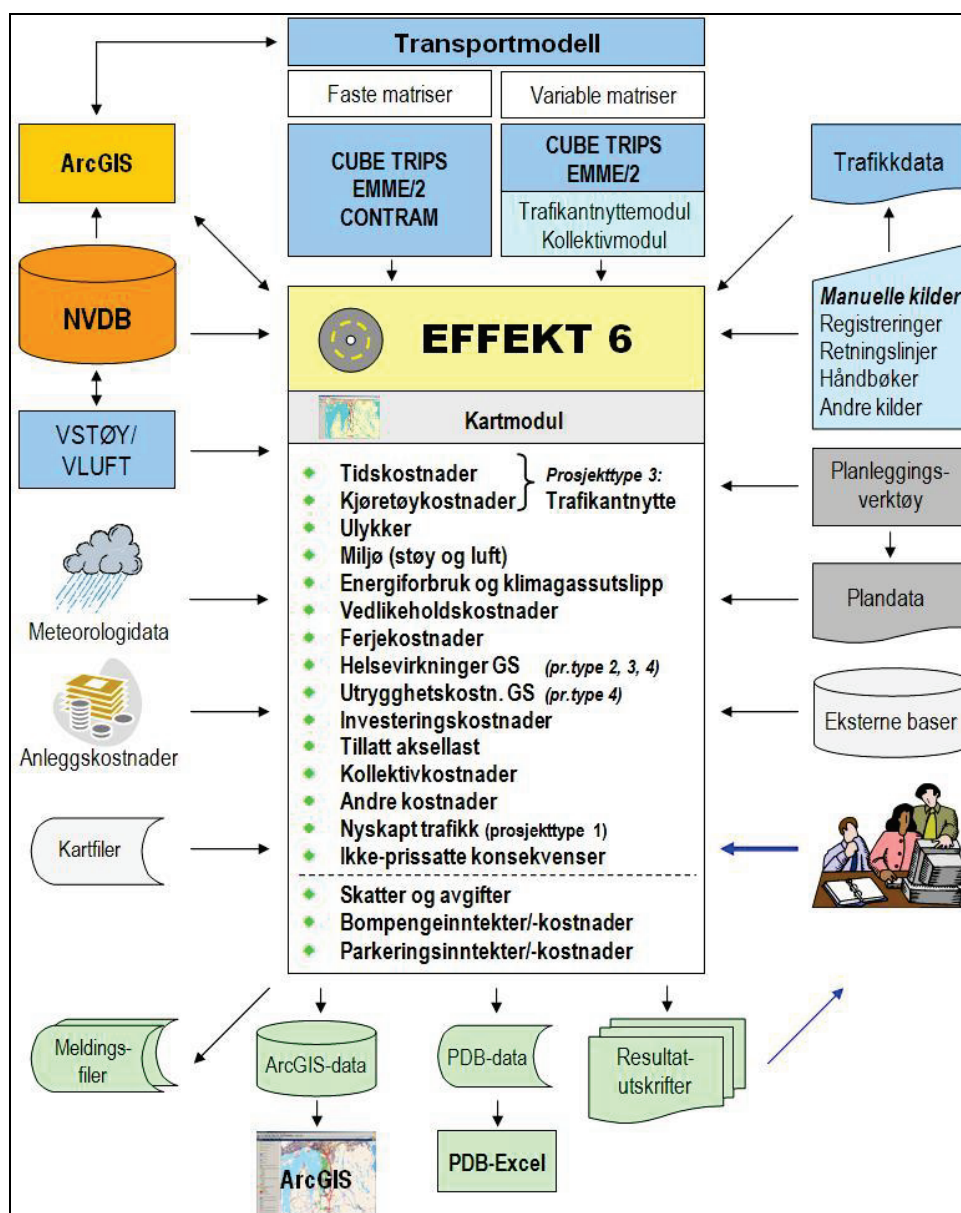 Transportmodell
Faste matriser
Variable matriser
CUBE TRIPS
EMME/2
CONTRAM
CUBE TRIPS
EMME/2
Trafikantnyttemodul
Kollektivmodul
ArcGIS
NVDB
VSTØY/
VLUFT
Meteorologidata
Anleggskostnader
Kartfiler
EFFEKT 6
Kartmodul
Tidskostnader
Kjøretøykostnader
Prosjekttype 3:
Trafikantnytte
Ulykker
Miljø (støy og luft)
Energiforbruk og klimagassutslipp
Vedlikeholdskostnader
Ferjekostnader
Helsevirkninger GS (pr.type 2, 3, 4)
Utrygghetskostn. GS (pr.type 4)
Investeringskostnader
Tillatt aksellast
Kollektivkostnader
Andre kostnader
Nyskapt trafikk (prosjekttype 1)
Ikke-prissatte konsekvenser
Skatter og avgifter
Bompengeinntekter/-kostnader
Parkeringsinntekter/-kostnader
Trafikkdata
Manuelle kilder
Registreringer
Retningslinjer
Håndbøker
Andre kilder
Planleggings-
verktøy
Plandata
Eksterne baser
Meldings-
filer
ArcGIS-data
PDB-data
Resultat-
utskrifter
ArcGIS
PDB-Excel